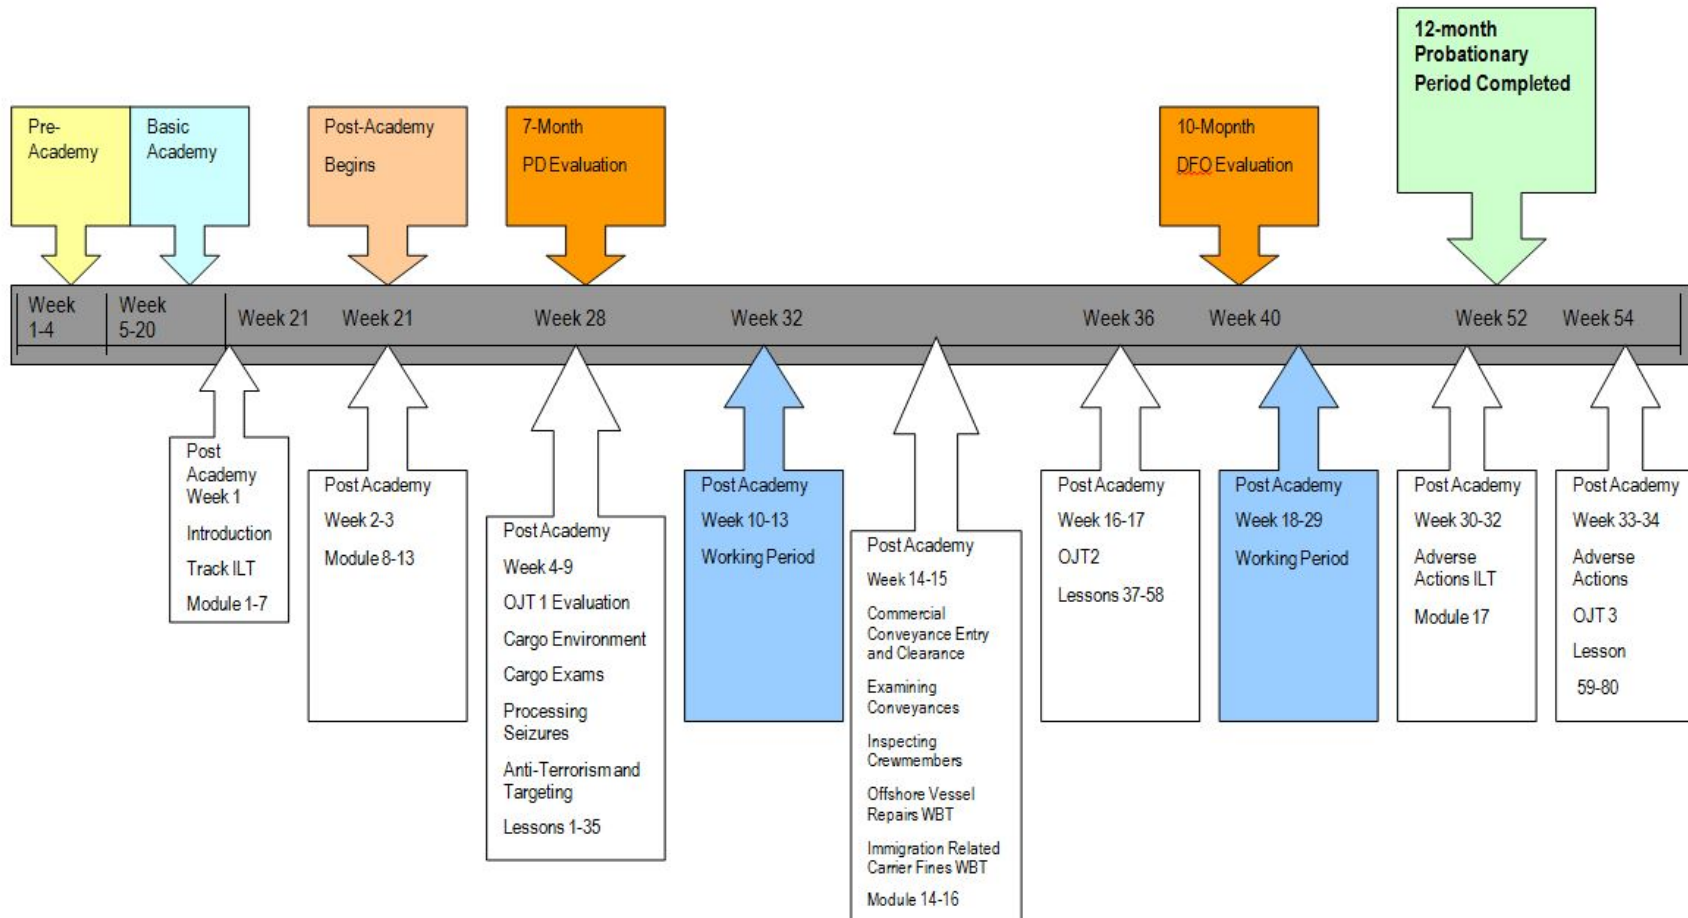 12-month
Probationary
Period Completed
Pre-
Academy
Basic
Academy
Post-Academy
Begins
7-Month
PD Evaluation
10-Mopnth
DFO Evaluation
Week
1-4
Week
5-20
Week 21
Week 21
Week 28
Week 32
Week 36
Week 40
Week 52
Week 54
Post
Academy
Week 1
Introduction
Track ILT
Module 1-7
Post Academy
Week 2-3
Module 8-13
Post Academy
Week 4-9
OJT 1 Evaluation
Cargo Environment
Cargo Exams
Processing
Seizures
Anti-Terrorism and
Targeting
Lessons 1-35
Post Academy
Week 10-13
Working Period
Post Academy
Week 14-15
Commercial
Conveyance Entry
and Clearance
Examining
Conveyances
Inspecting
Crewmembers
Offshore Vessel
Repairs WBT
Immigration Related
Carrier Fines WBT
Module 14-16
Post Academy
Week 16-17
OJT2
Lessons 37-58
Post Academy
Week 18-29
Working Period
Post Academy
Week 30-32
Adverse
Actions ILT
Module 17
Post Academy
Week 33-34
Adverse
Actions
OJT 3
Lesson
59-80